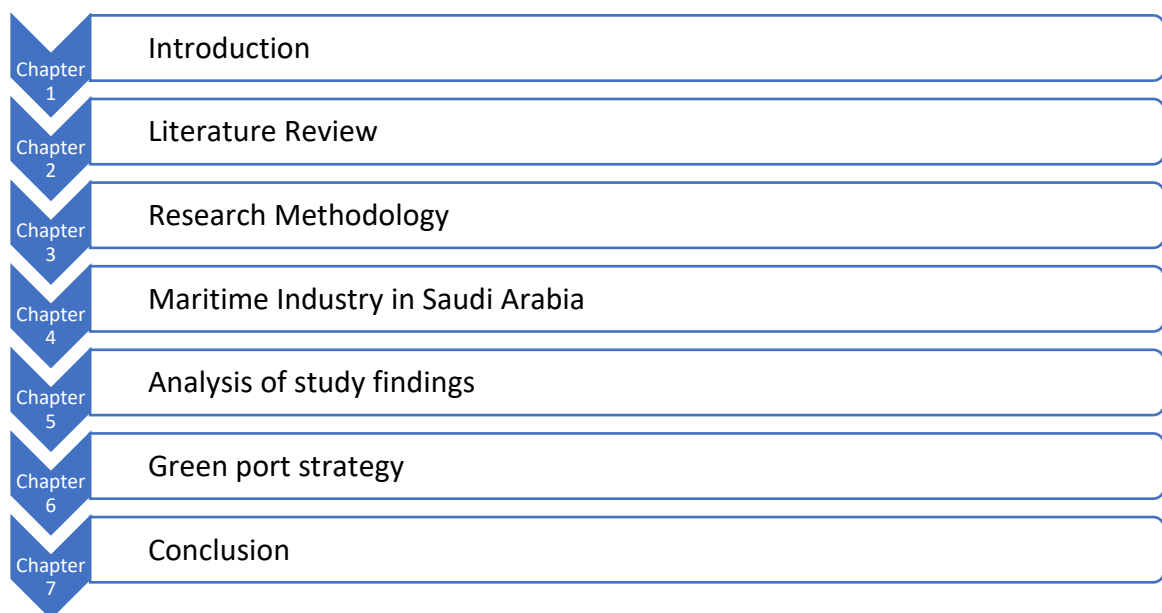 Chapter
1
Introduction
Chapter
2
Literature Review
Chapter
3
Research Methodology
Chapter
4
Maritime Industry in Saudi Arabia
Chapter
5
Analysis of study findings
Chapter
6
Green port strategy
Chapter
7
Conclusion